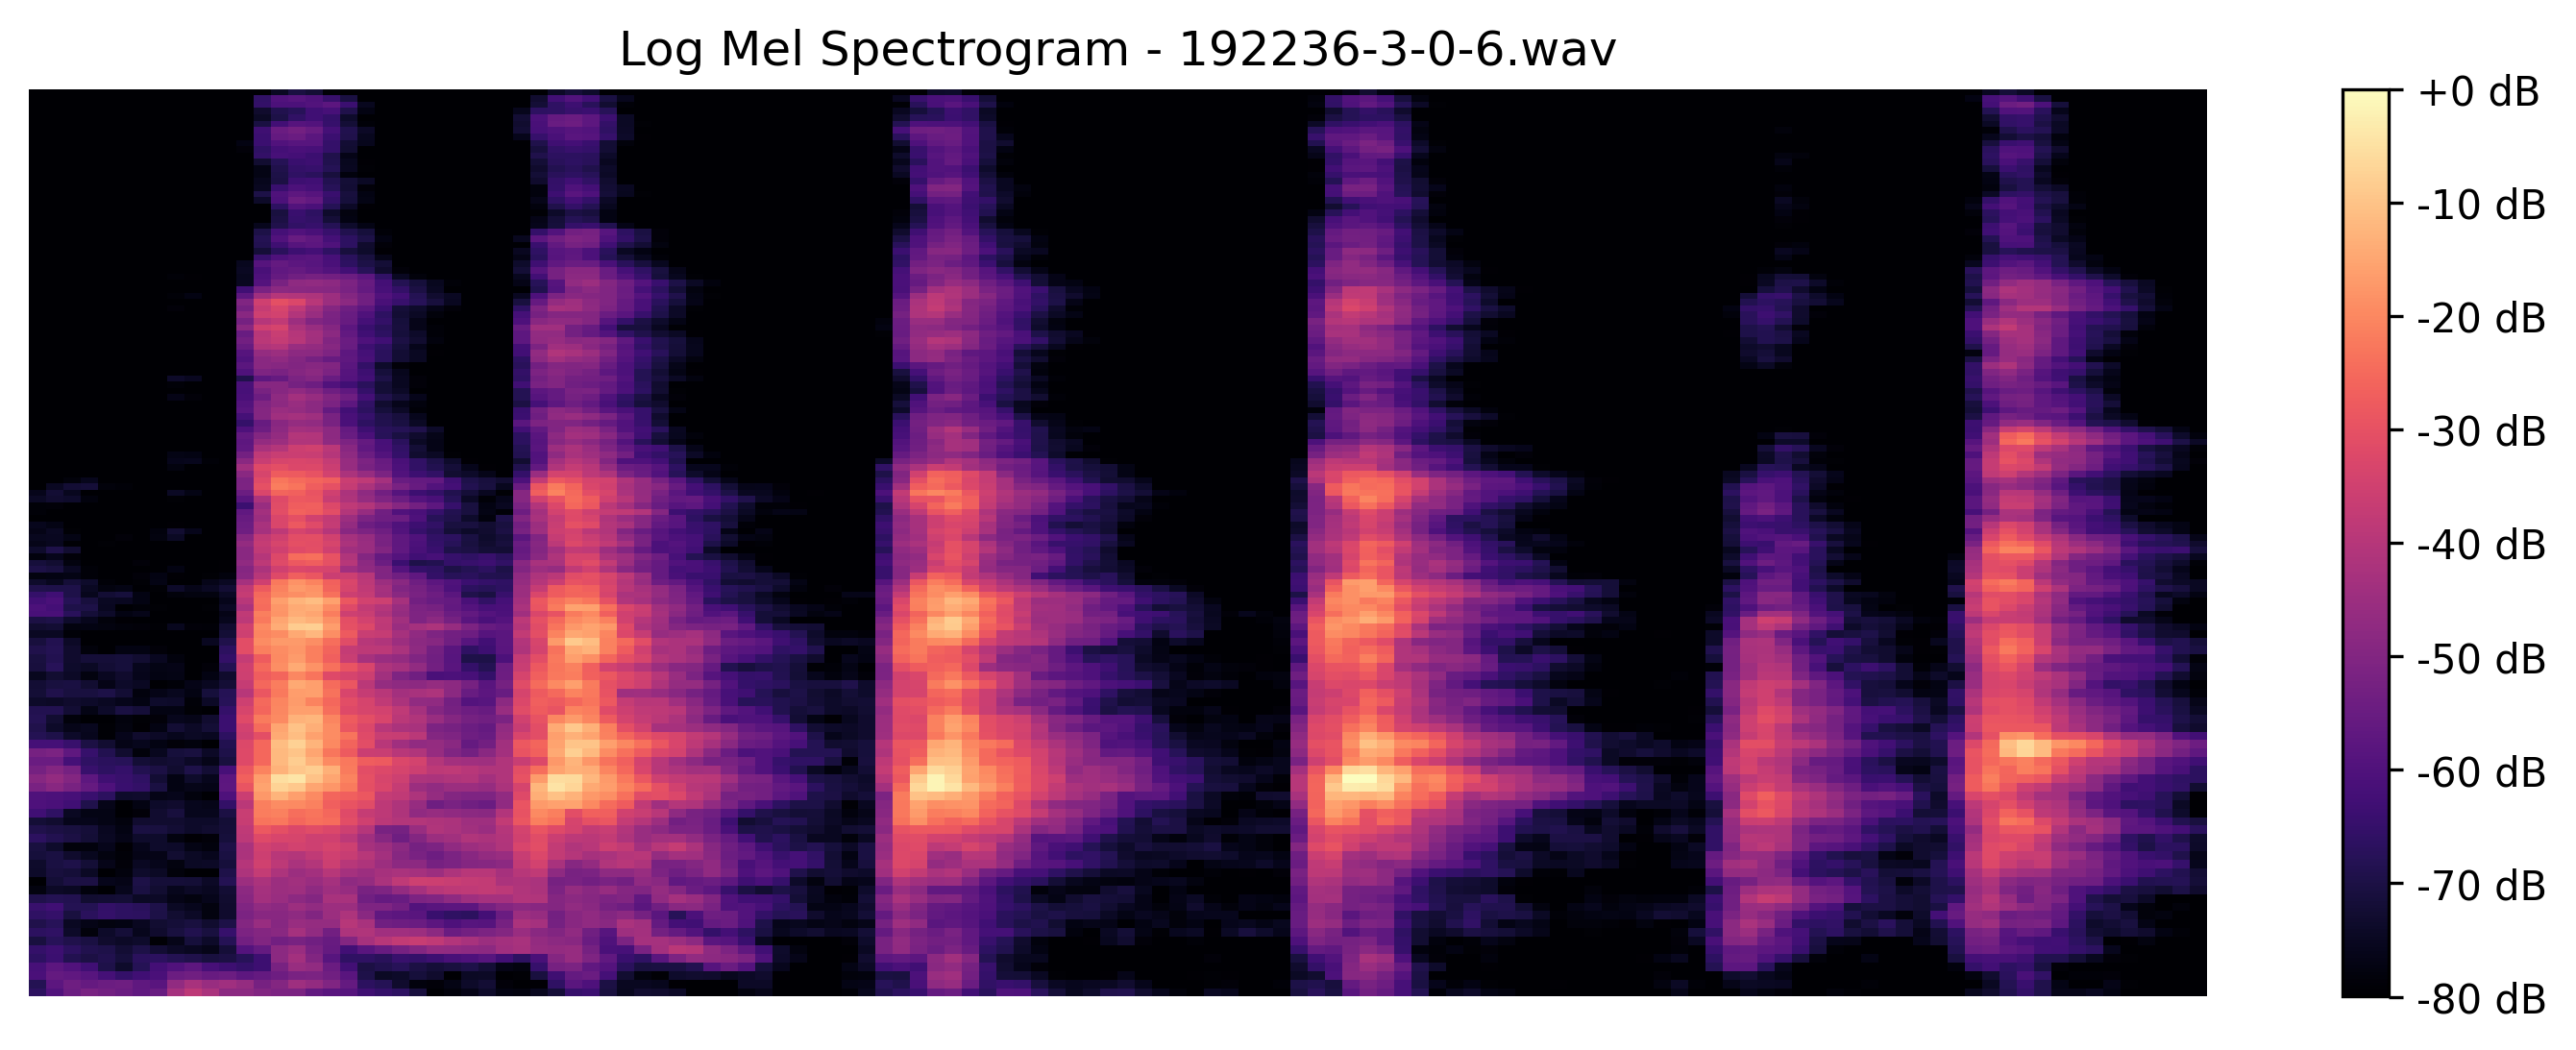 Log Mel Spectrogram - 192236-3-0-6.wav
+0 dB
-10 dB
-20 dB
-30 dB
-40 dB
-50 dB
-60 dB
-70 dB
-80 dB